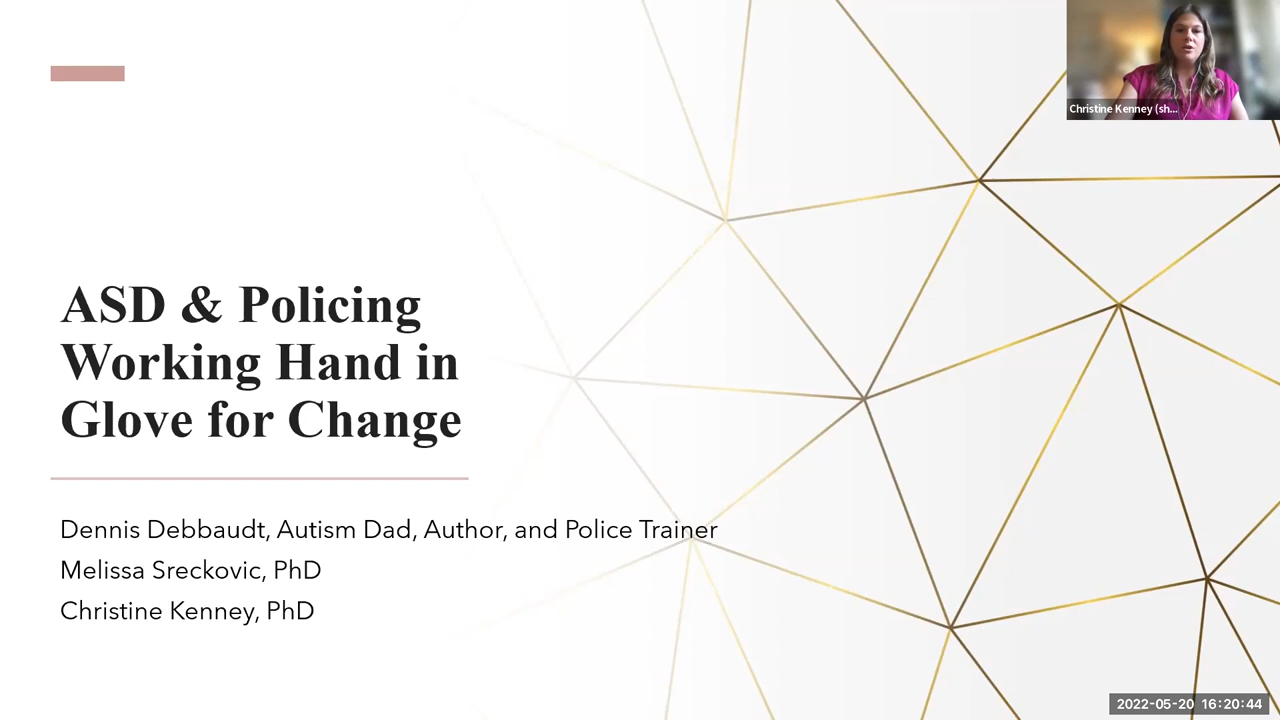 Christine Kenney (sh...
ASD & Policing
Working Hand in
Glove for Change
Dennis Debbaudt, Autism Dad, Author, and Police Trainer
Melissa Sreckovic, PhD
Christine Kenney, PhD
2022-05-20 16:20:44